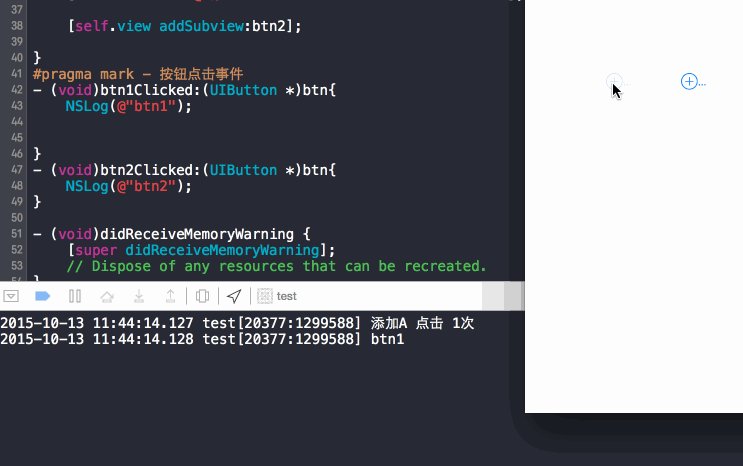 37
38 [self.view addSubview:btn2];
39
40 }
41 #pragma mark - 按钮点击事件
42 - (void)btn1Clicked:(UIButton *)btn{
43 NSLog(@"btn1");
44
45
46 }
47 - (void)btn2Clicked:(UIButton *)btn{
48 NSLog(@"btn2");
49 }
50
51 - (void)didReceiveMemoryWarning {
52 [super didReceiveMemoryWarning];
53 // Dispose of any resources that can be recreated.
...
test
2015-10-13 11:44:14.127 test[20377:1299588] 添加A 点击 1次
2015-10-13 11:44:14.128 test[20377:1299588] btn1